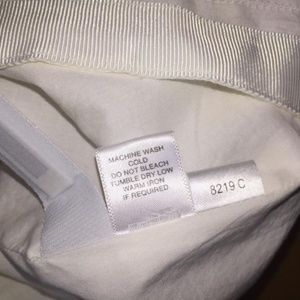 MACHINE WASH
COLD
DO NOT BLEACH
TUMBLE DRY LOW
WARM IRON
IF REQUIRED
8219 C